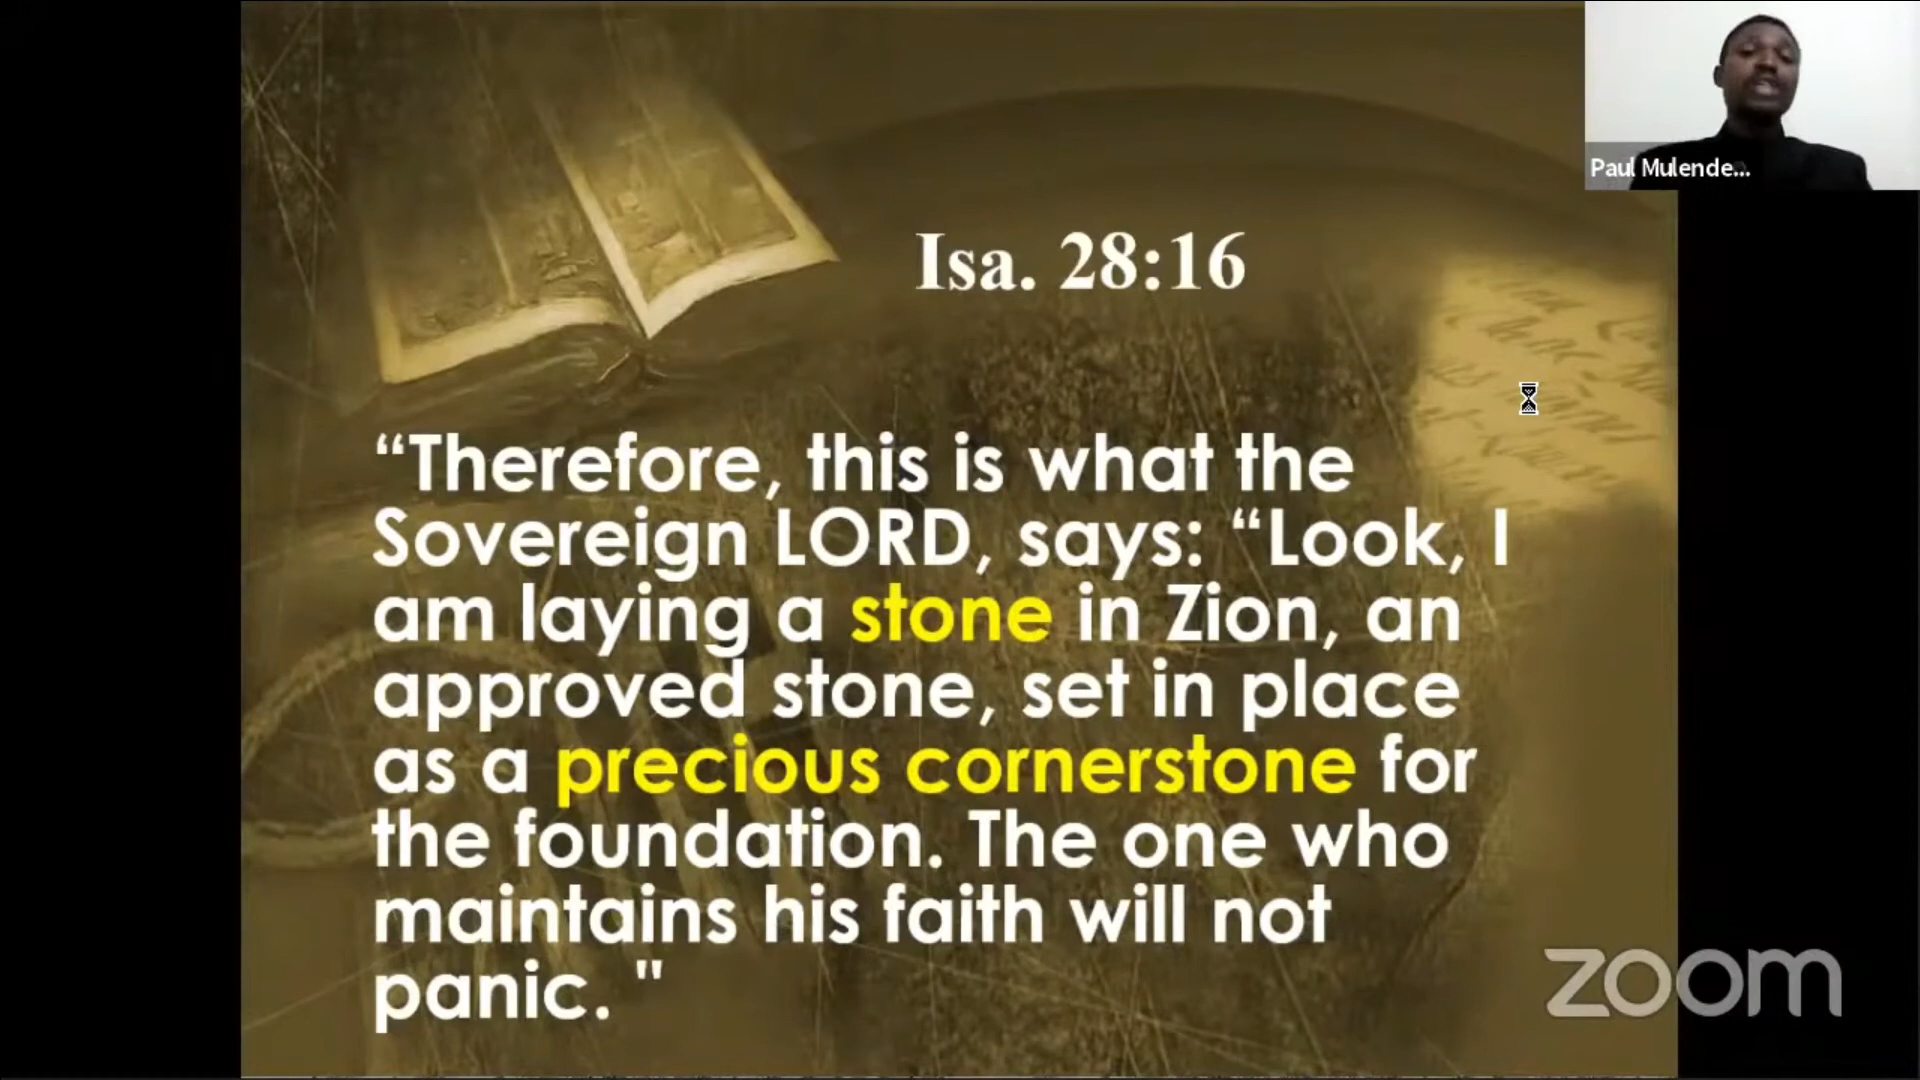 Paul Mulende...
Isa. 28:16
“Therefore, this is what the
Sovereign LORD, says: “Look, I
am laying a stone in Zion, an
approved stone, set in place
as a precious cornerstone for
the foundation. The one who
maintains his faith will not
panic. "
zoom